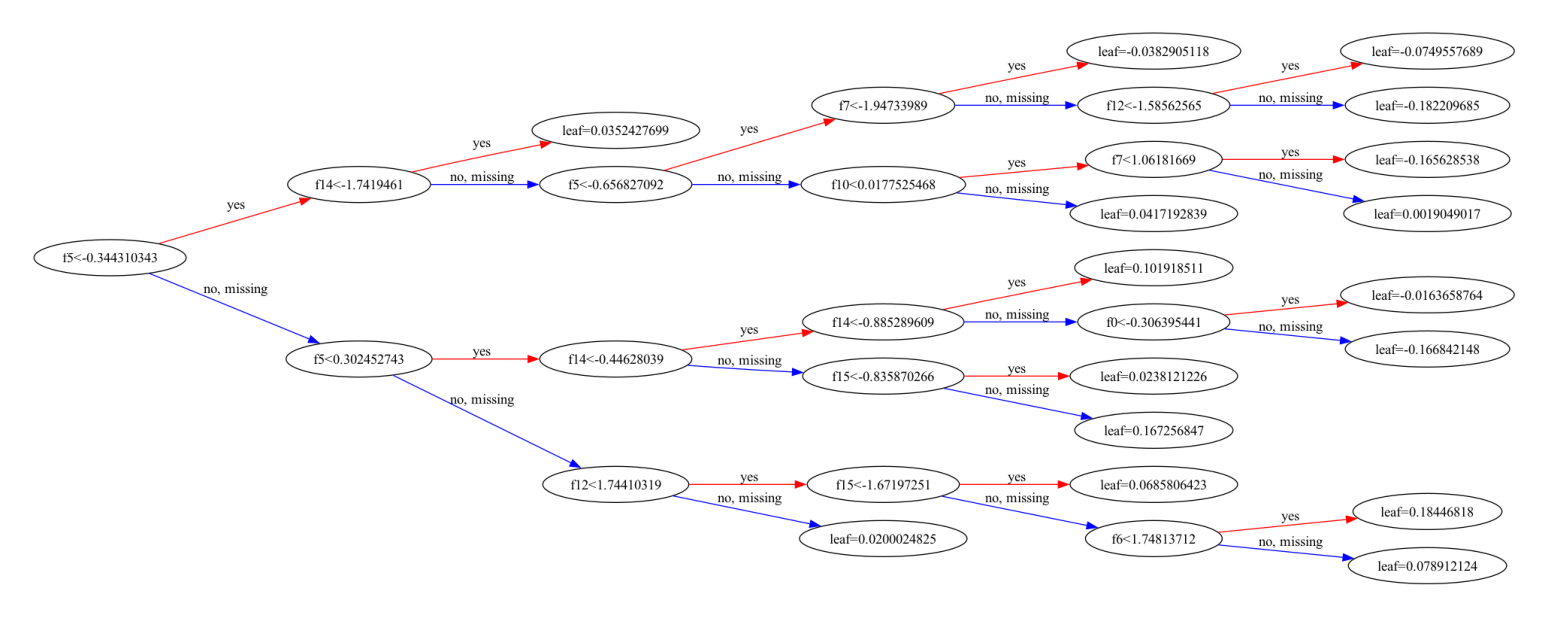 leaf=-0.0382905118
leaf=-0.0749557689
yes
yes
f7<-1.94733989
no, missing
f12<-1.58562565
no, missing
leaf=-0.182209685
leaf=0.0352427699
yes
yes
f14<-1.7419461
no, missing
f5<-0.656827092
no, missing
f10<0.0177525468
yes
f7<1.06181669
yes
leaf=-0.165628538
no, missing
no, missing
leaf=0.0417192839
leaf=0.0019049017
yes
f5<-0.344310343
no, missing
leaf=0.101918511
yes
leaf=-0.0163658764
yes
f14<-0.885289609
no, missing
f0<-0.306395441
no, missing
leaf=-0.166842148
yes
f5<0.302452743
yes
f14<-0.44628039
no, missing
f15<-0.835870266
yes
leaf=0.0238121226
no, missing
leaf=0.167256847
no, missing
f12<1.74410319
yes
f15<-1.67197251
yes
leaf=0.0685806423
no, missing
leaf=0.0200024825
no, missing
f6<1.74813712
yes
leaf=0.18446818
no, missing
leaf=0.078912124